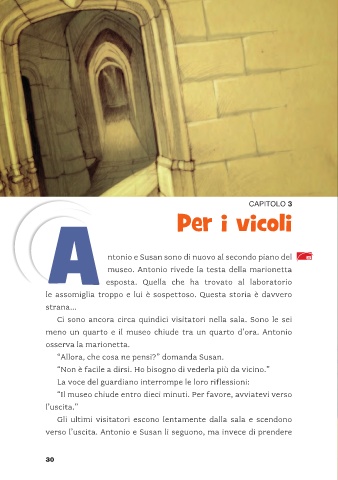 CAPITOLO 3
Per i vicoli
Antonio e Susan sono di nuovo al secondo piano del
museo. Antonio rivede la testa della marionetta
esposta. Quella che ha trovato al laboratorio
le assomiglia troppo e lui è sospettoso. Questa storia è davvero
strana...
Ci sono ancora circa quindici visitatori nella sala. Sono le sei
meno un quarto e il museo chiude tra un quarto d'ora. Antonio
osserva la marionetta.
"Allora, che cosa ne pensi?" domanda Susan.
"Non è facile a dirsi. Ho bisogno di vederla più da vicino."
La voce del guardiano interrompe le loro riflessioni:
"Il museo chiude entro dieci minuti. Per favore, avviatevi verso
l'uscita."
Gli ultimi visitatori escono lentamente dalla sala e scendono
verso l'uscita. Antonio e Susan li seguono, ma invece di prendere
30